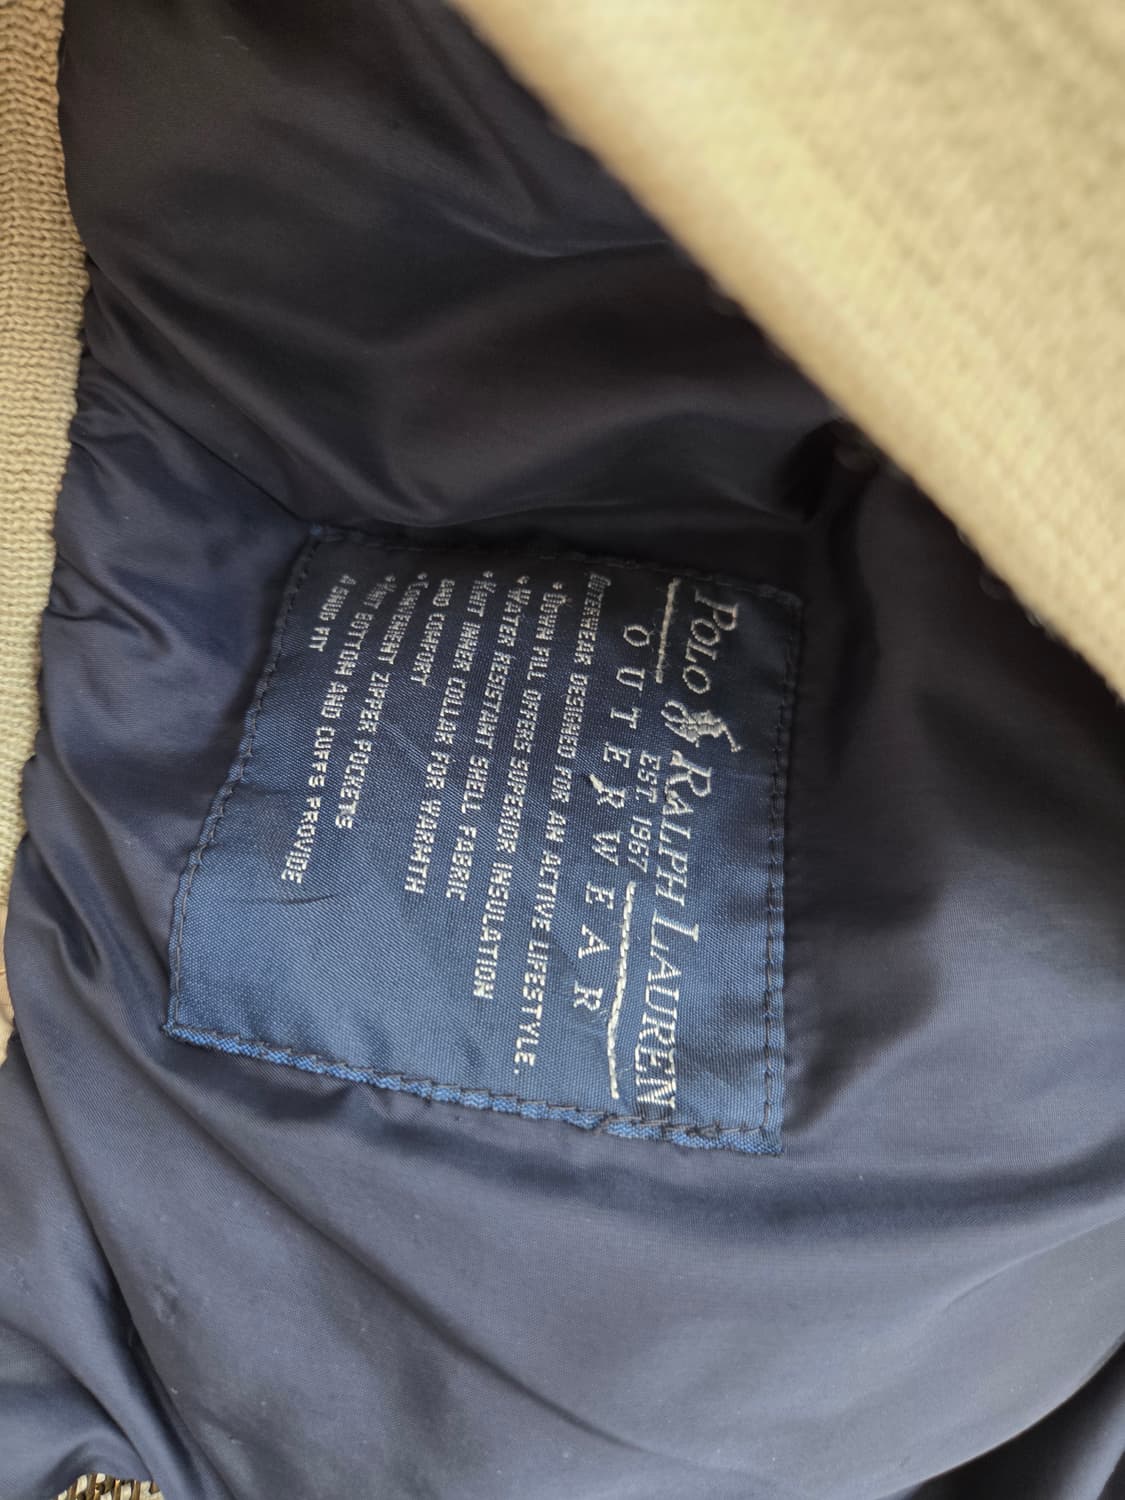 POLO RALPH LAUREN
EST. 1967
OUTERWEAR
OUTERWEAR DESIGNED FOR AN ACTIVE LIFESTYLE.
• DOWN FILL OFFERS SUPERIOR INSULATION
• WATER RESISTANT SHELL FABRIC
• KNIT INNER COLLAR FOR WARMTH
AND COMFORT
• CONVENIENT ZIPPER POCKETS
• KNIT BOTTOM AND CUFFS PROVIDE
A SNUG FIT